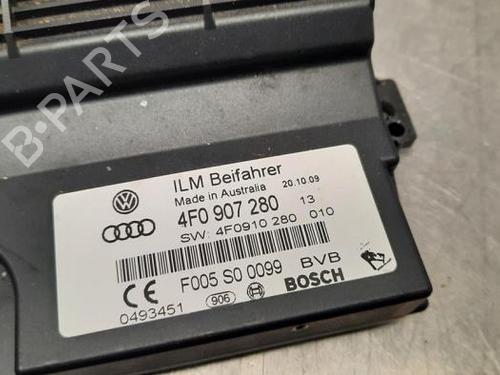 B-PARTS
ILM Beifahrer
Made in Australia 20.10.09
4F0 907 280 13
SW: 4F0910 280 010
F005 S0 0099 BVB
CE 906 BOSCH
0493451